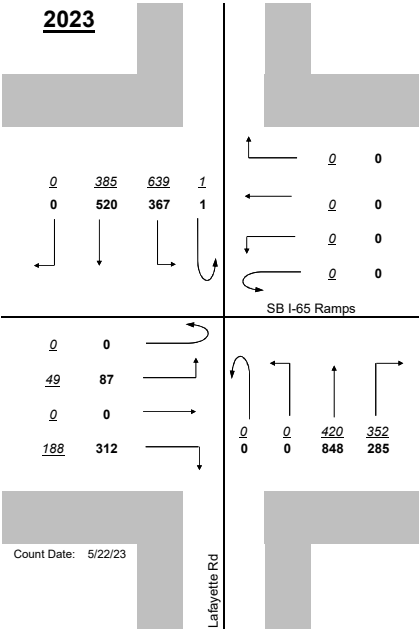 2023
0 385 639 1
0 520 367 1
0 0
0 0
0 0
0 0
SB I-65 Ramps
0 0
49 87
0 0
188 312
0 0 420 352
0 0 848 285
Count Date: 5/22/23
Lafayette Rd